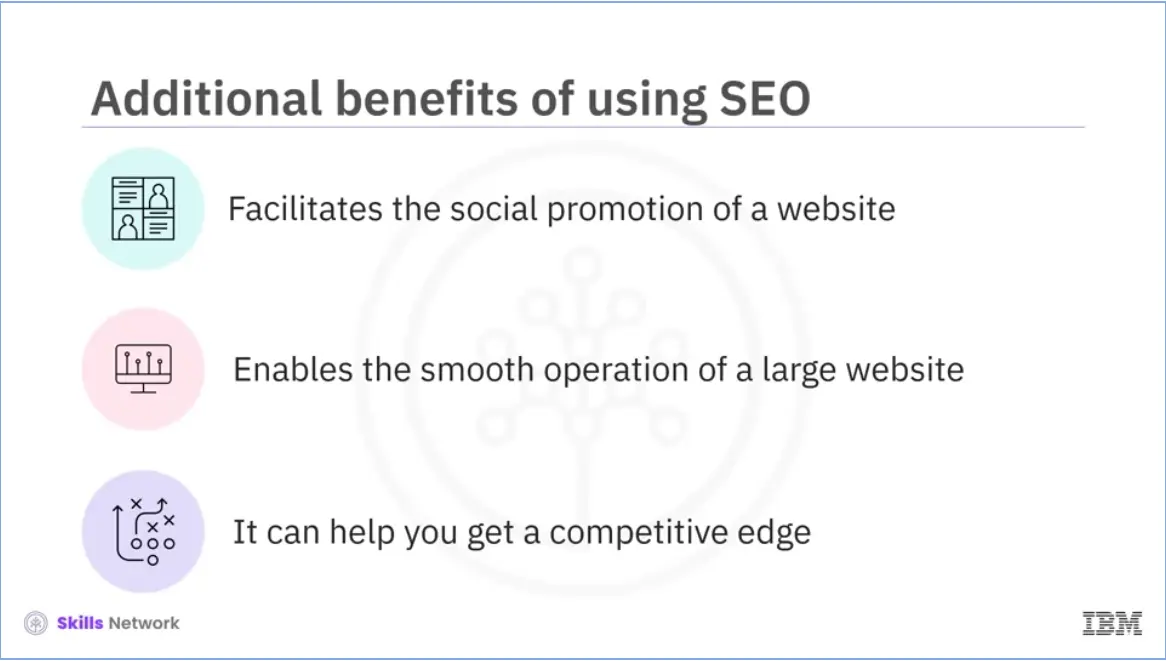 Additional benefits of using SEO
Facilitates the social promotion of a website
Enables the smooth operation of a large website
It can help you get a competitive edge
Skills Network
IBM